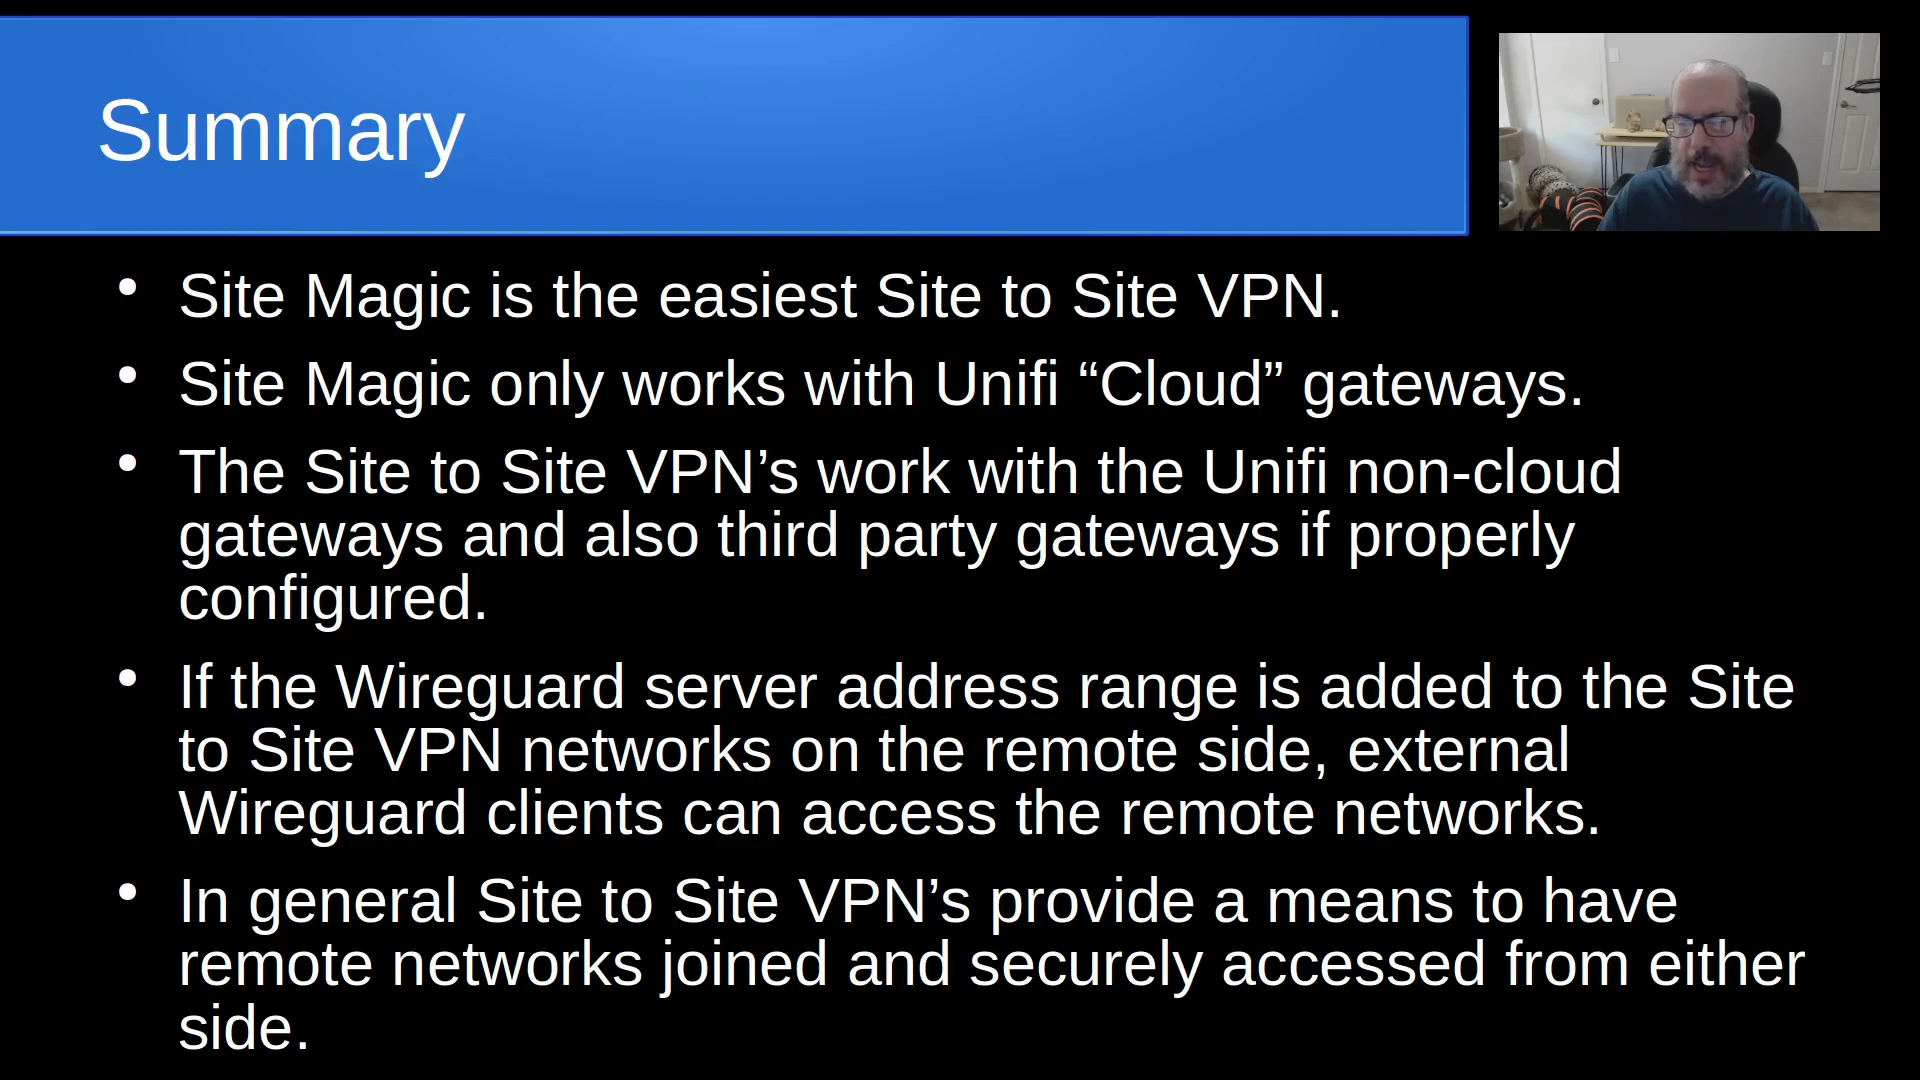 Summary
• Site Magic is the easiest Site to Site VPN.
• Site Magic only works with Unifi “Cloud” gateways.
• The Site to Site VPN’s work with the Unifi non-cloud
gateways and also third party gateways if properly
configured.
• If the Wireguard server address range is added to the Site
to Site VPN networks on the remote side, external
Wireguard clients can access the remote networks.
• In general Site to Site VPN’s provide a means to have
remote networks joined and securely accessed from either
side.